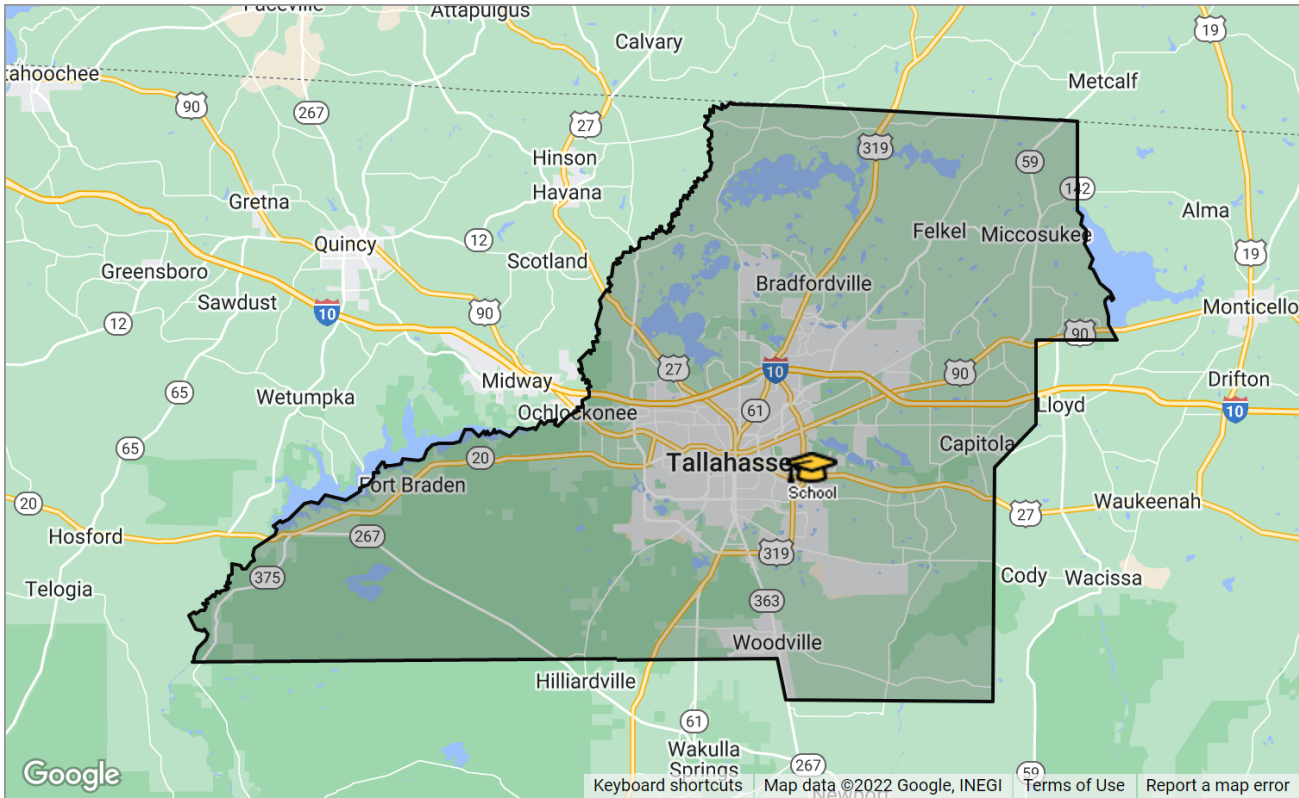 Faceville
Attapulgus
Calvary
19
tahoochee
Metcalf
90
267
27
319
Hinson
59
Havana
142
Gretna
Alma
Felkel
Miccosukee
Quincy
12
19
Scotland
Greensboro
Bradfordville
Sawdust
10
90
Monticello
12
90
27
10
90
Midway
Drifton
65
Wetumpka
Ochlockonee
61
Lloyd
10
65
20
Capitola
Tallahasse
Fort Braden
School
20
Waukeenah
27
Hosford
267
319
375
Cody
Wacissa
Telogia
363
Woodville
Hilliardville
61
Wakulla
Springs
267
59
Google
Keyboard shortcuts
Map data ©2022 Google, INEGI
Terms of Use
Report a map error